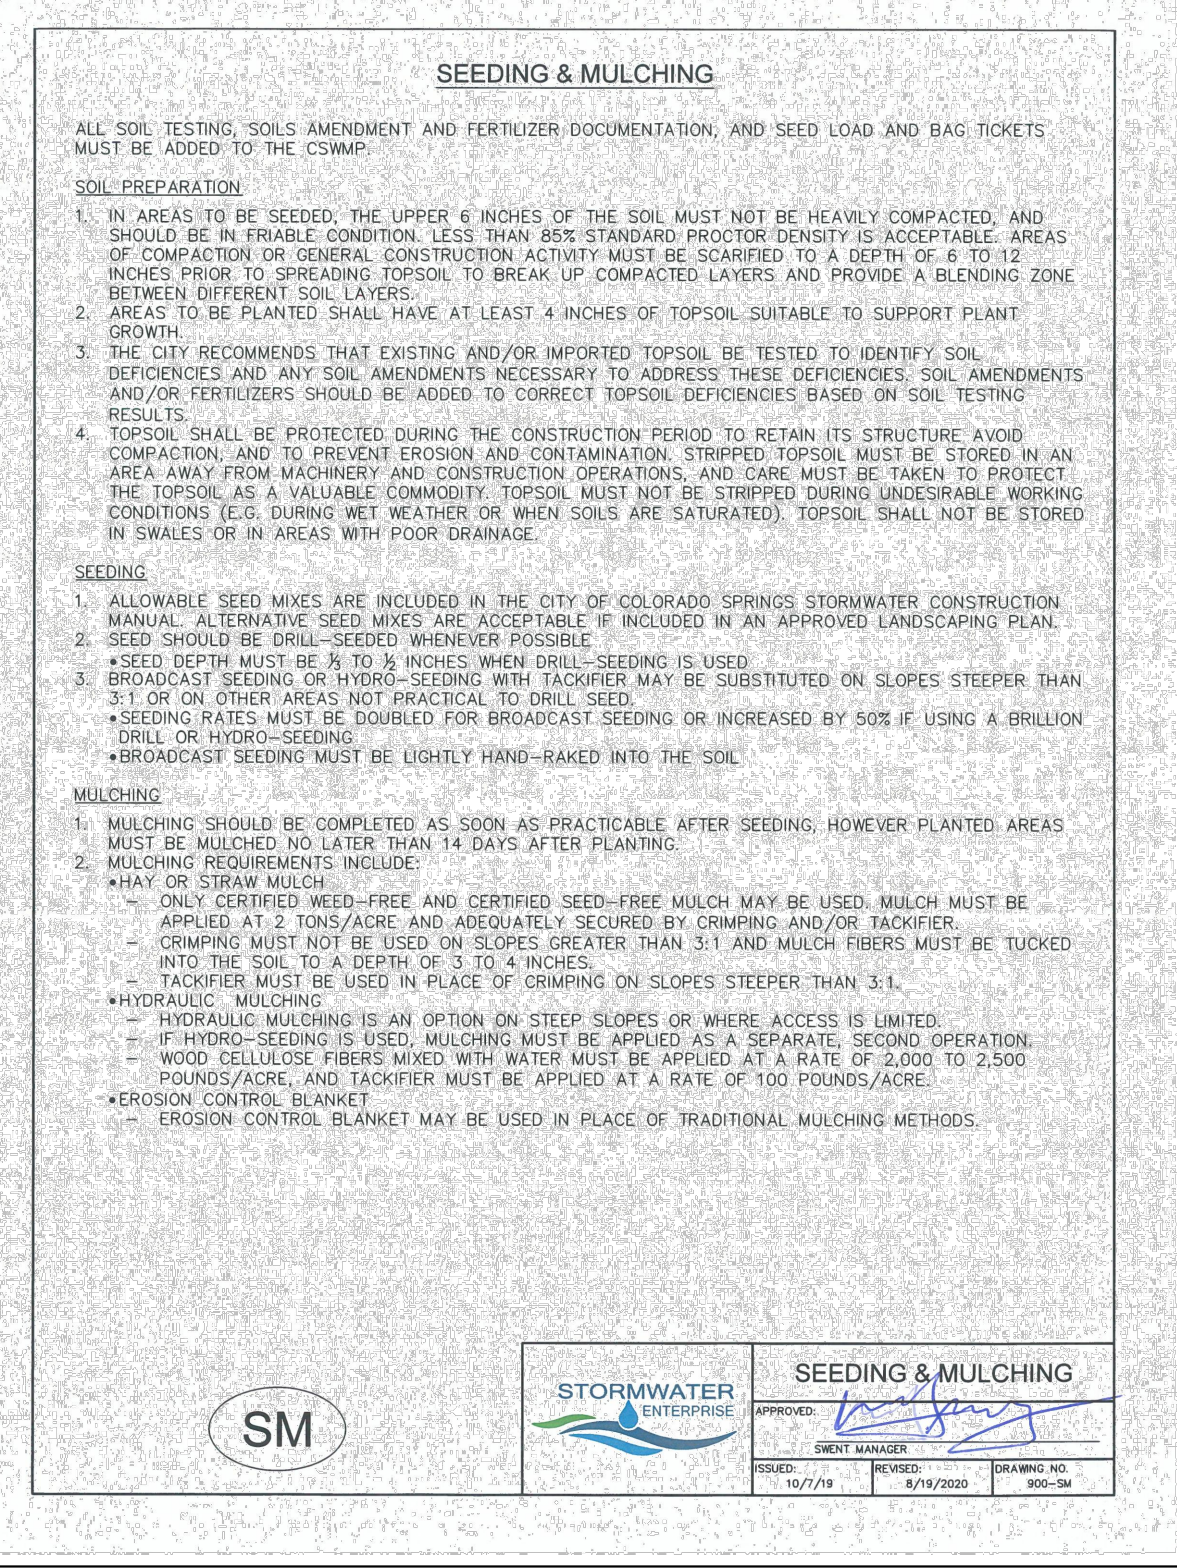 SEEDING & MULCHING
ALL SOIL TESTING, SOILS AMENDMENT AND FERTILIZER DOCUMENTATION, AND SEED LOAD AND BAG TICKETS
MUST BE ADDED TO THE CSWMP.
SOIL PREPARATION
1. IN AREAS TO BE SEEDED, THE UPPER 6 INCHES OF THE SOIL MUST NOT BE HEAVILY COMPACTED, AND
SHOULD BE IN FRIABLE CONDITION. LESS THAN 85% STANDARD PROCTOR DENSITY IS ACCEPTABLE. AREAS
OF COMPACTION OR GENERAL CONSTRUCTION ACTIVITY MUST BE SCARIFIED TO A DEPTH OF 6 TO 12
INCHES PRIOR TO SPREADING TOPSOIL TO BREAK UP COMPACTED LAYERS AND PROVIDE A BLENDING ZONE
BETWEEN DIFFERENT SOIL LAYERS.
2. AREAS TO BE PLANTED SHALL HAVE AT LEAST 4 INCHES OF TOPSOIL SUITABLE TO SUPPORT PLANT
GROWTH.
3. THE CITY RECOMMENDS THAT EXISTING AND/OR IMPORTED TOPSOIL BE TESTED TO IDENTIFY SOIL
DEFICIENCIES AND ANY SOIL AMENDMENTS NECESSARY TO ADDRESS THESE DEFICIENCIES. SOIL AMENDMENTS
AND/OR FERTILIZERS SHOULD BE ADDED TO CORRECT TOPSOIL DEFICIENCIES BASED ON SOIL TESTING
RESULTS.
4. TOPSOIL SHALL BE PROTECTED DURING THE CONSTRUCTION PERIOD TO RETAIN ITS STRUCTURE AVOID
COMPACTION, AND TO PREVENT EROSION AND CONTAMINATION. STRIPPED TOPSOIL MUST BE STORED IN AN
AREA AWAY FROM MACHINERY AND CONSTRUCTION OPERATIONS, AND CARE MUST BE TAKEN TO PROTECT
THE TOPSOIL AS A VALUABLE COMMODITY. TOPSOIL MUST NOT BE STRIPPED DURING UNDESIRABLE WORKING
CONDITIONS (E.G. DURING WET WEATHER OR WHEN SOILS ARE SATURATED). TOPSOIL SHALL NOT BE STORED
IN SWALES OR IN AREAS WITH POOR DRAINAGE.
SEEDING
1. ALLOWABLE SEED MIXES ARE INCLUDED IN THE CITY OF COLORADO SPRINGS STORMWATER CONSTRUCTION
MANUAL. ALTERNATIVE SEED MIXES ARE ACCEPTABLE IF INCLUDED IN AN APPROVED LANDSCAPING PLAN.
2. SEED SHOULD BE DRILL-SEEDED WHENEVER POSSIBLE
•SEED DEPTH MUST BE ⅓ TO ½ INCHES WHEN DRILL-SEEDING IS USED
3. BROADCAST SEEDING OR HYDRO-SEEDING WITH TACKIFIER MAY BE SUBSTITUTED ON SLOPES STEEPER THAN
3:1 OR ON OTHER AREAS NOT PRACTICAL TO DRILL SEED.
•SEEDING RATES MUST BE DOUBLED FOR BROADCAST SEEDING OR INCREASED BY 50% IF USING A BRILLION
DRILL OR HYDRO-SEEDING
•BROADCAST SEEDING MUST BE LIGHTLY HAND-RAKED INTO THE SOIL
MULCHING
1. MULCHING SHOULD BE COMPLETED AS SOON AS PRACTICABLE AFTER SEEDING, HOWEVER PLANTED AREAS
MUST BE MULCHED NO LATER THAN 14 DAYS AFTER PLANTING.
2. MULCHING REQUIREMENTS INCLUDE:
•HAY OR STRAW MULCH
- ONLY CERTIFIED WEED-FREE AND CERTIFIED SEED-FREE MULCH MAY BE USED. MULCH MUST BE
APPLIED AT 2 TONS/ACRE AND ADEQUATELY SECURED BY CRIMPING AND/OR TACKIFIER.
- CRIMPING MUST NOT BE USED ON SLOPES GREATER THAN 3:1 AND MULCH FIBERS MUST BE TUCKED
INTO THE SOIL TO A DEPTH OF 3 TO 4 INCHES.
- TACKIFIER MUST BE USED IN PLACE OF CRIMPING ON SLOPES STEEPER THAN 3:1.
•HYDRAULIC MULCHING
- HYDRAULIC MULCHING IS AN OPTION ON STEEP SLOPES OR WHERE ACCESS IS LIMITED.
- IF HYDRO-SEEDING IS USED, MULCHING MUST BE APPLIED AS A SEPARATE, SECOND OPERATION.
- WOOD CELLULOSE FIBERS MIXED WITH WATER MUST BE APPLIED AT A RATE OF 2,000 TO 2,500
POUNDS/ACRE, AND TACKIFIER MUST BE APPLIED AT A RATE OF 100 POUNDS/ACRE.
•EROSION CONTROL BLANKET
- EROSION CONTROL BLANKET MAY BE USED IN PLACE OF TRADITIONAL MULCHING METHODS.
SM
STORMWATER
ENTERPRISE
SEEDING & MULCHING
APPROVED:
SWENT MANAGER
ISSUED: 10/7/19
REVISED: 8/19/2020
DRAWING NO. 900-SM